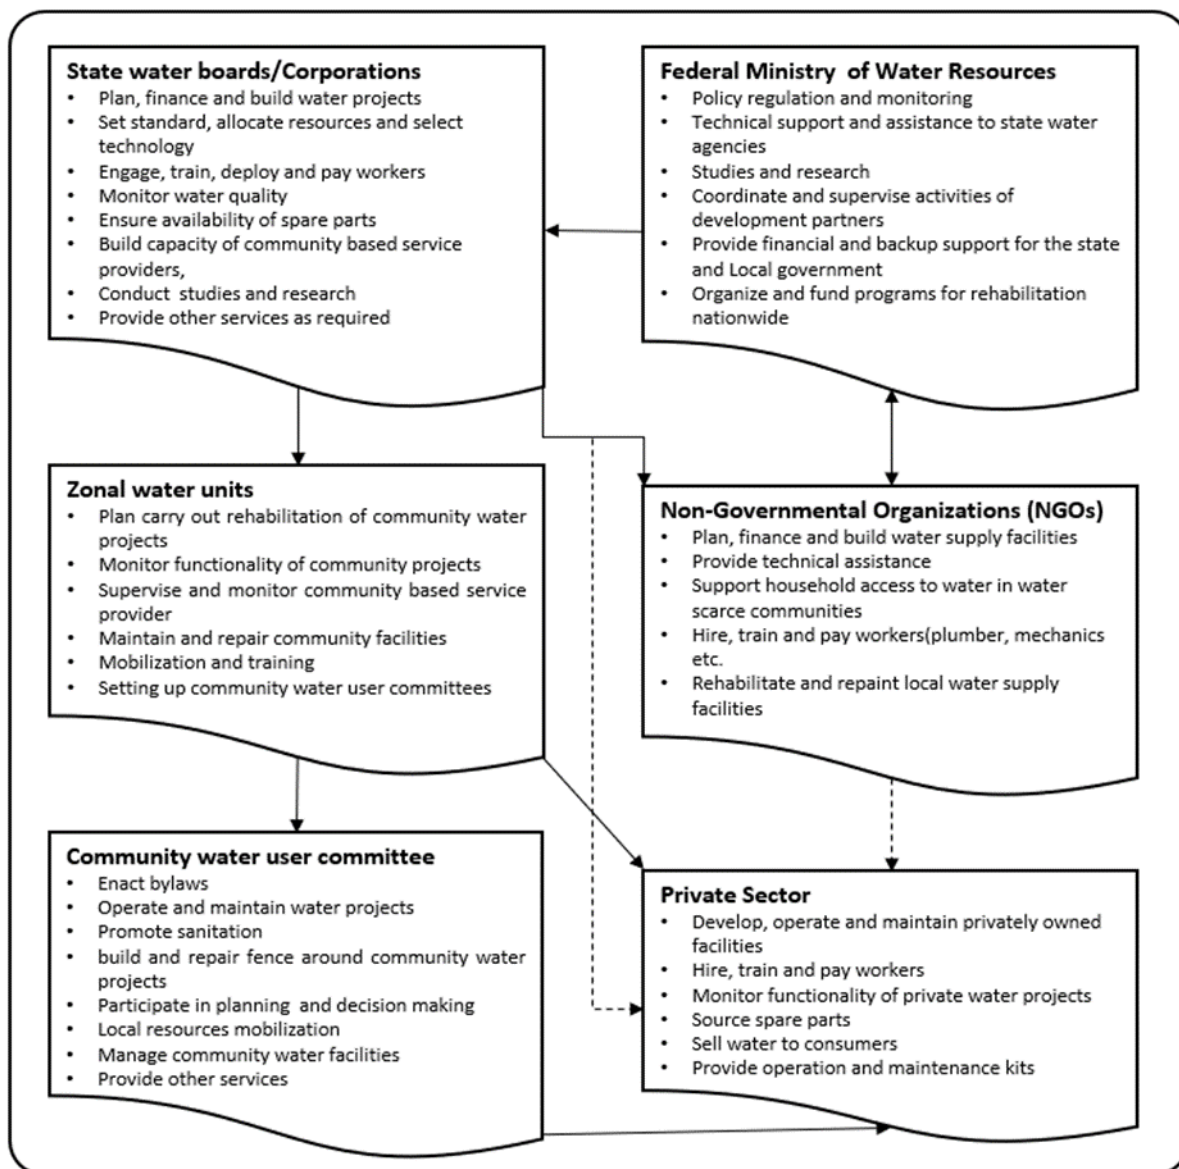 State water boards/Corporations
• Plan, finance and build water projects
• Set standard, allocate resources and select
technology
• Engage, train, deploy and pay workers
• Monitor water quality
• Ensure availability of spare parts
• Build capacity of community based service
providers,
• Conduct studies and research
• Provide other services as required
Federal Ministry of Water Resources
• Policy regulation and monitoring
• Technical support and assistance to state water
agencies
• Studies and research
• Coordinate and supervise activities of
development partners
• Provide financial and backup support for the state
and Local government
• Organize and fund programs for rehabilitation
nationwide
Zonal water units
• Plan carry out rehabilitation of community water
projects
• Monitor functionality of community projects
• Supervise and monitor community based service
provider
• Maintain and repair community facilities
• Mobilization and training
• Setting up community water user committees
Non-Governmental Organizations (NGOs)
• Plan, finance and build water supply facilities
• Provide technical assistance
• Support household access to water in water
scarce communities
• Hire, train and pay workers(plumber, mechanics
etc.
• Rehabilitate and repaint local water supply
facilities
Community water user committee
• Enact bylaws
• Operate and maintain water projects
• Promote sanitation
• build and repair fence around community water
projects
• Participate in planning and decision making
• Local resources mobilization
• Manage community water facilities
• Provide other services
Private Sector
• Develop, operate and maintain privately owned
facilities
• Hire, train and pay workers
• Monitor functionality of private water projects
• Source spare parts
• Sell water to consumers
• Provide operation and maintenance kits